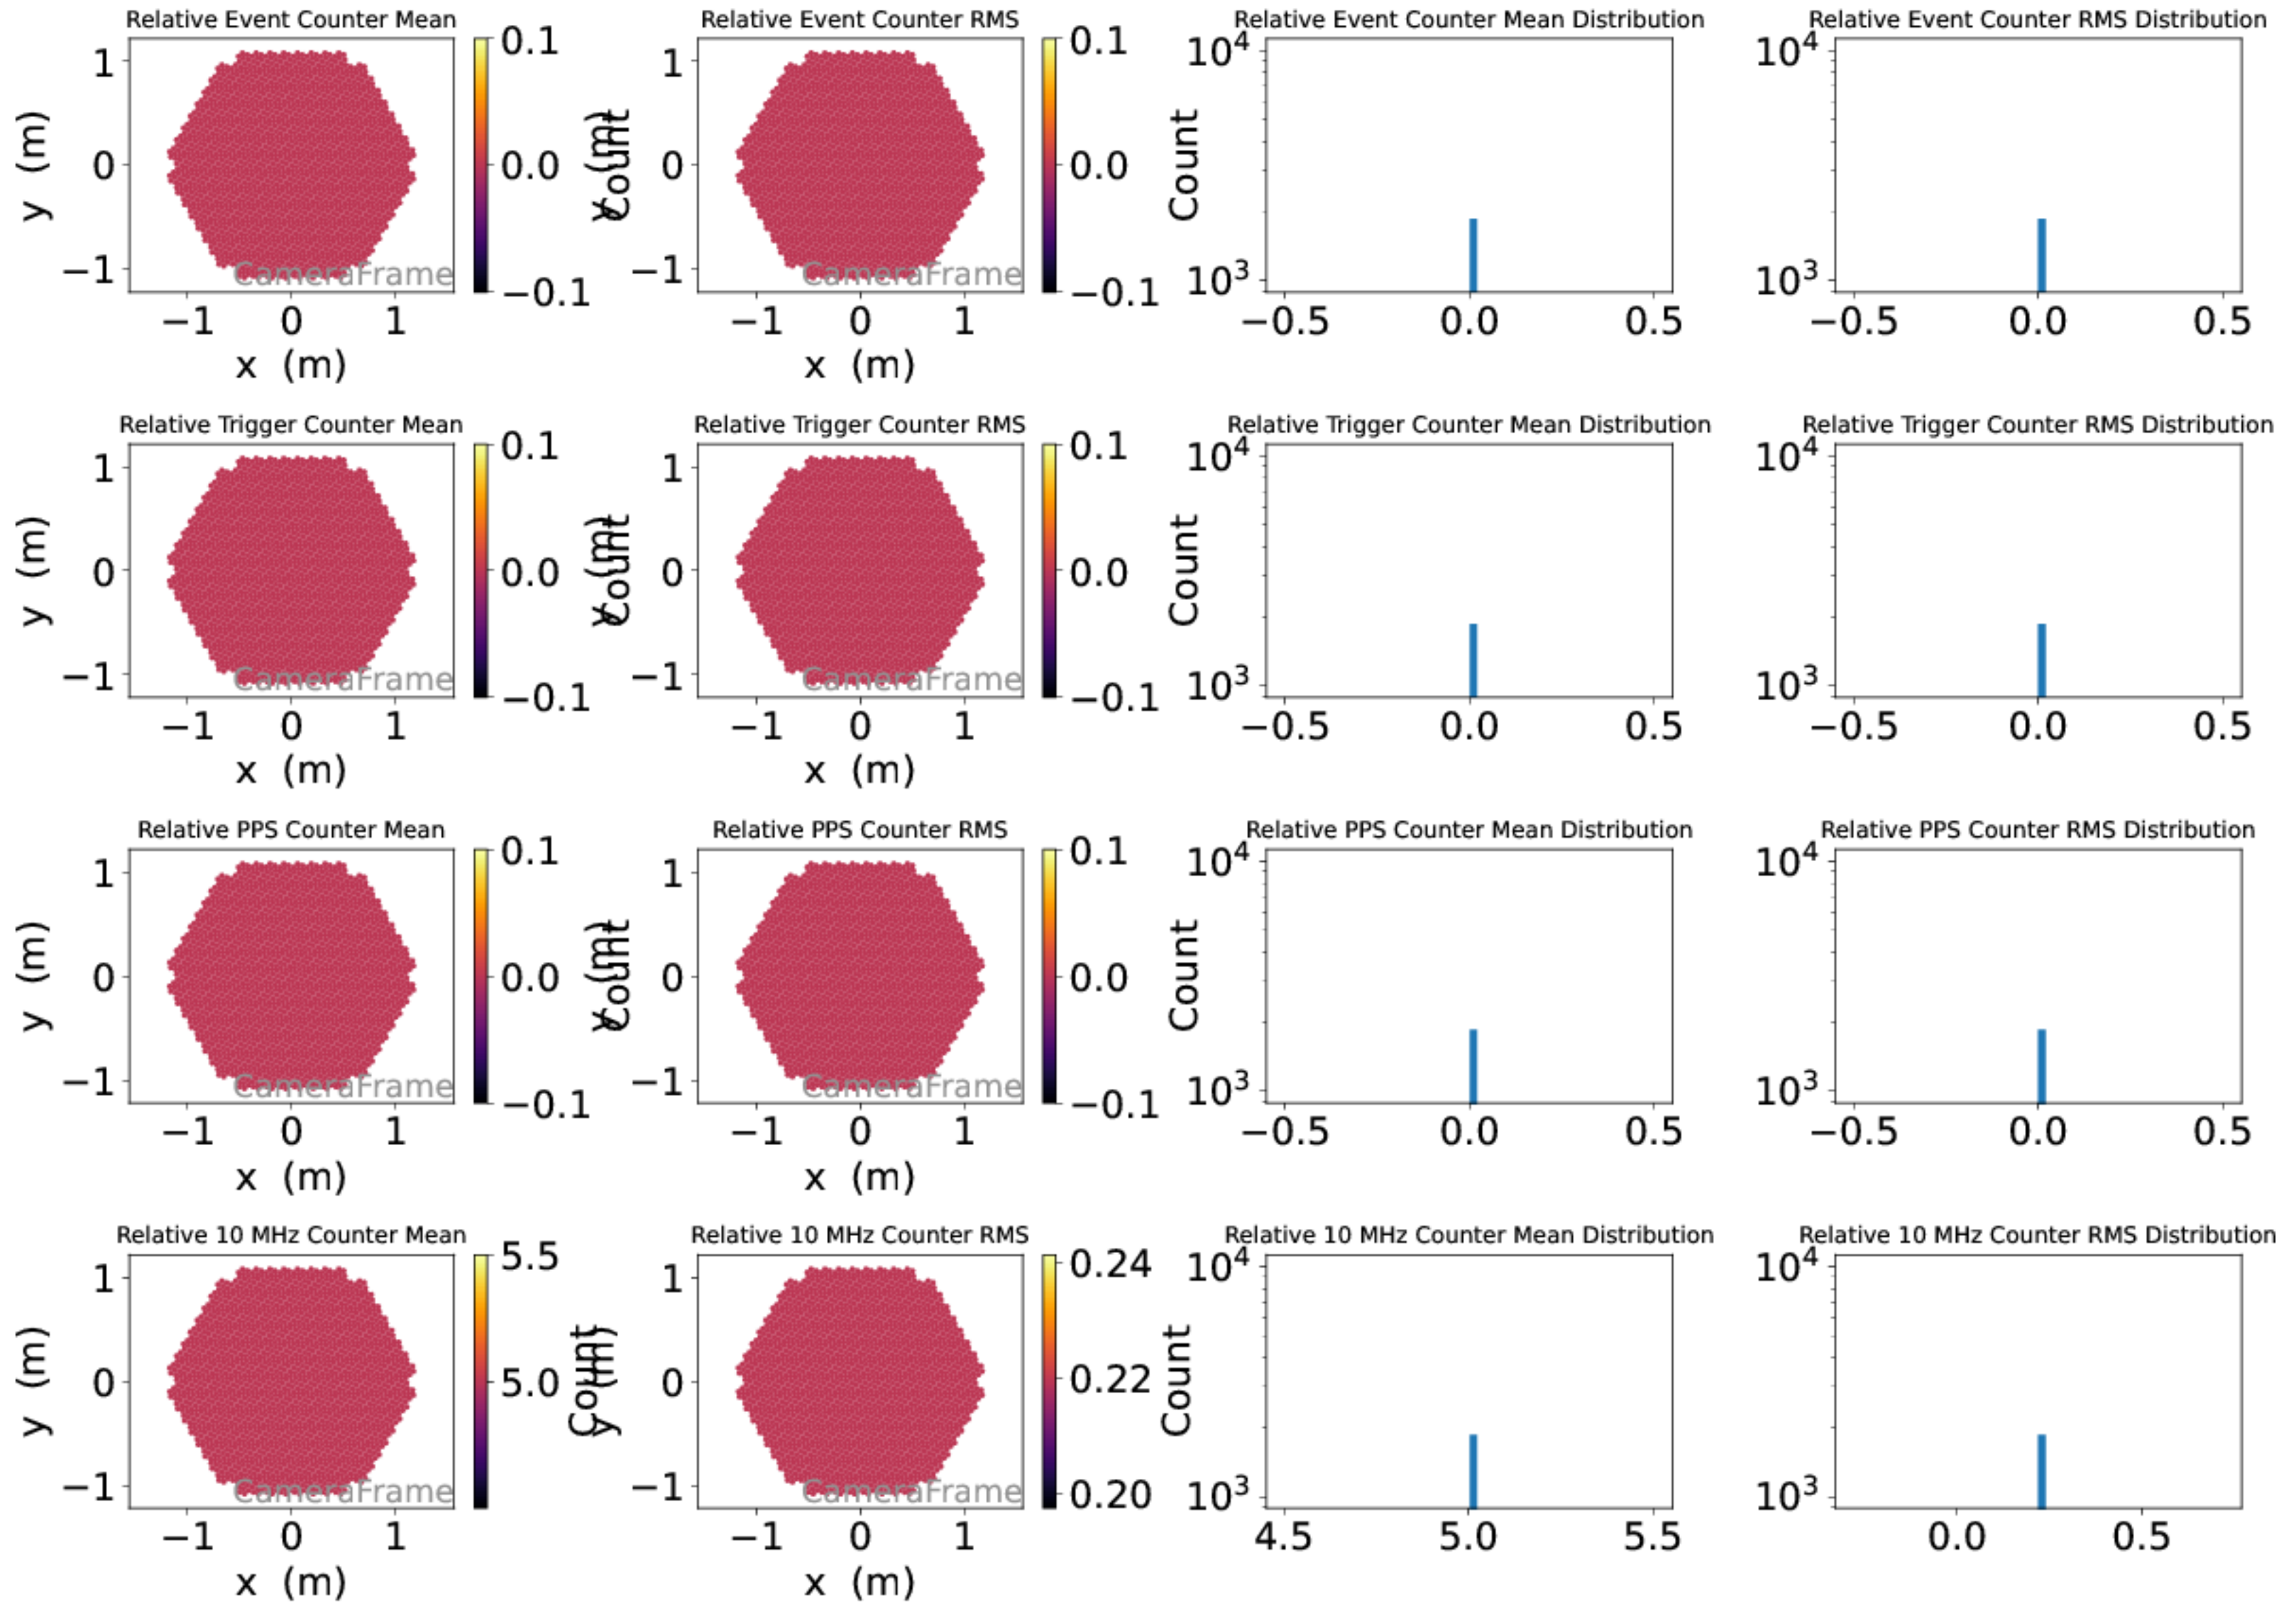 Relative Event Counter Mean
Relative Event Counter RMS
Relative Event Counter Mean Distribution
Relative Event Counter RMS Distribution
y (m)
1
0
−1
CameraFrame
−1 0 1
x (m)
0.1
0.0
−0.1
Count
y (m)
1
0
−1
CameraFrame
−1 0 1
x (m)
0.1
0.0
−0.1
Count
10⁴
10³
−0.5 0.0 0.5
10⁴
10³
−0.5 0.0 0.5
Relative Trigger Counter Mean
Relative Trigger Counter RMS
Relative Trigger Counter Mean Distribution
Relative Trigger Counter RMS Distribution
y (m)
1
0
−1
CameraFrame
−1 0 1
x (m)
0.1
0.0
−0.1
Count
y (m)
1
0
−1
CameraFrame
−1 0 1
x (m)
0.1
0.0
−0.1
Count
10⁴
10³
−0.5 0.0 0.5
10⁴
10³
−0.5 0.0 0.5
Relative PPS Counter Mean
Relative PPS Counter RMS
Relative PPS Counter Mean Distribution
Relative PPS Counter RMS Distribution
y (m)
1
0
−1
CameraFrame
−1 0 1
x (m)
0.1
0.0
−0.1
Count
y (m)
1
0
−1
CameraFrame
−1 0 1
x (m)
0.1
0.0
−0.1
Count
10⁴
10³
−0.5 0.0 0.5
10⁴
10³
−0.5 0.0 0.5
Relative 10 MHz Counter Mean
Relative 10 MHz Counter RMS
Relative 10 MHz Counter Mean Distribution
Relative 10 MHz Counter RMS Distribution
y (m)
1
0
−1
CameraFrame
−1 0 1
x (m)
5.5
5.0
Count
y (m)
1
0
−1
CameraFrame
−1 0 1
x (m)
0.24
0.22
0.20
Count
10⁴
10³
4.5 5.0 5.5
10⁴
10³
0.0 0.5